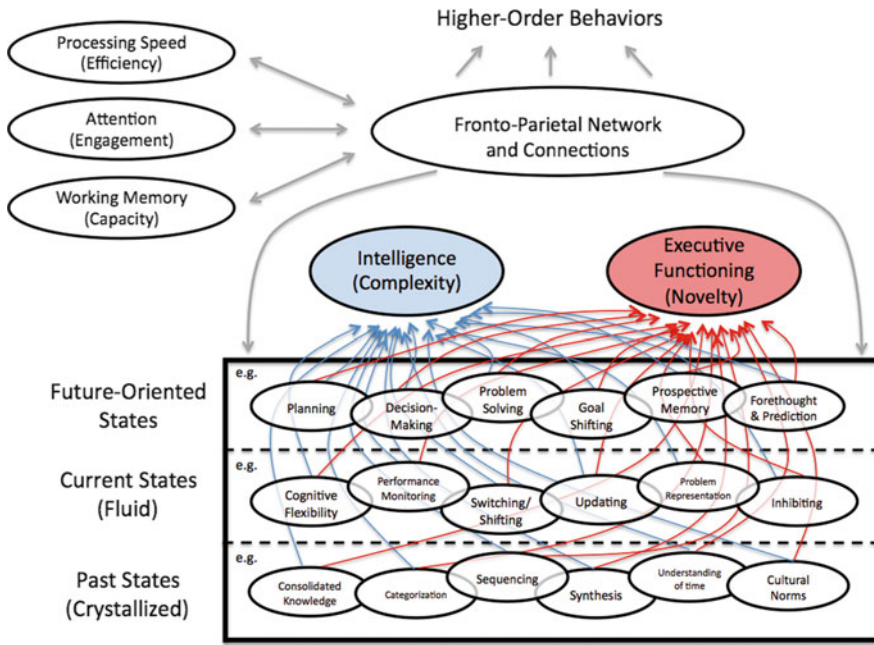 Higher-Order Behaviors
Processing Speed
(Efficiency)
Attention
(Engagement)
Working Memory
(Capacity)
Fronto-Parietal Network
and Connections
Intelligence
(Complexity)
Executive
Functioning
(Novelty)
Future-Oriented
States
e.g.
Planning
Decision-
Making
Problem
Solving
Goal
Shifting
Prospective
Memory
Forethought
& Prediction
Current States
(Fluid)
e.g.
Cognitive
Flexibility
Performance
Monitoring
Switching/
Shifting
Updating
Problem
Representation
Inhibiting
Past States
(Crystallized)
e.g.
Consolidated
Knowledge
Categorization
Sequencing
Synthesis
Understanding
of time
Cultural
Norms